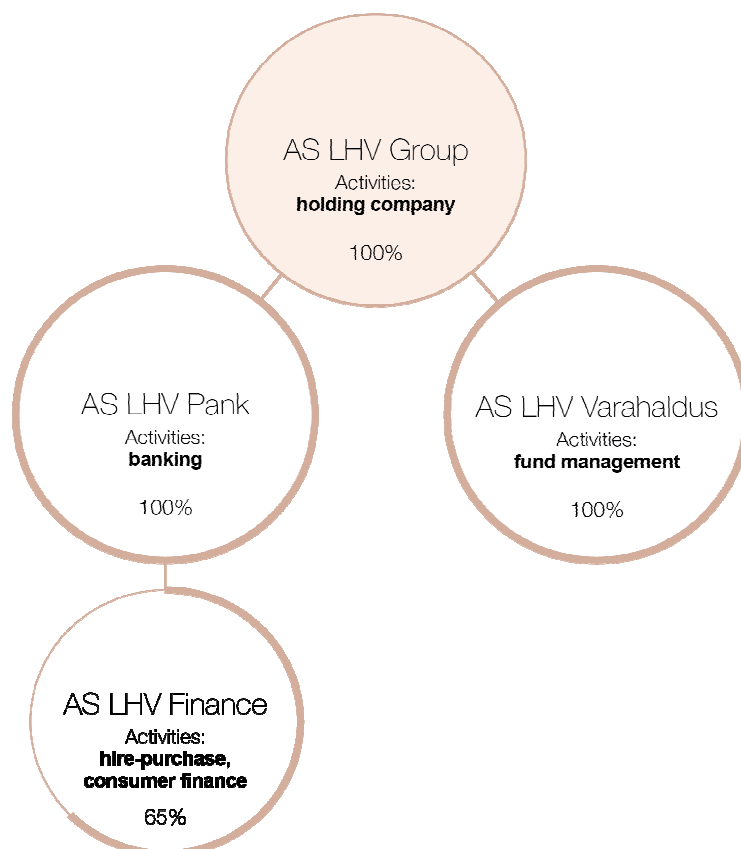 AS LHV Group
Activities:
holding company
100%
AS LHV Pank
Activities:
banking
100%
AS LHV Varahaldus
Activities:
fund management
100%
AS LHV Finance
Activities:
hire-purchase,
consumer finance
65%